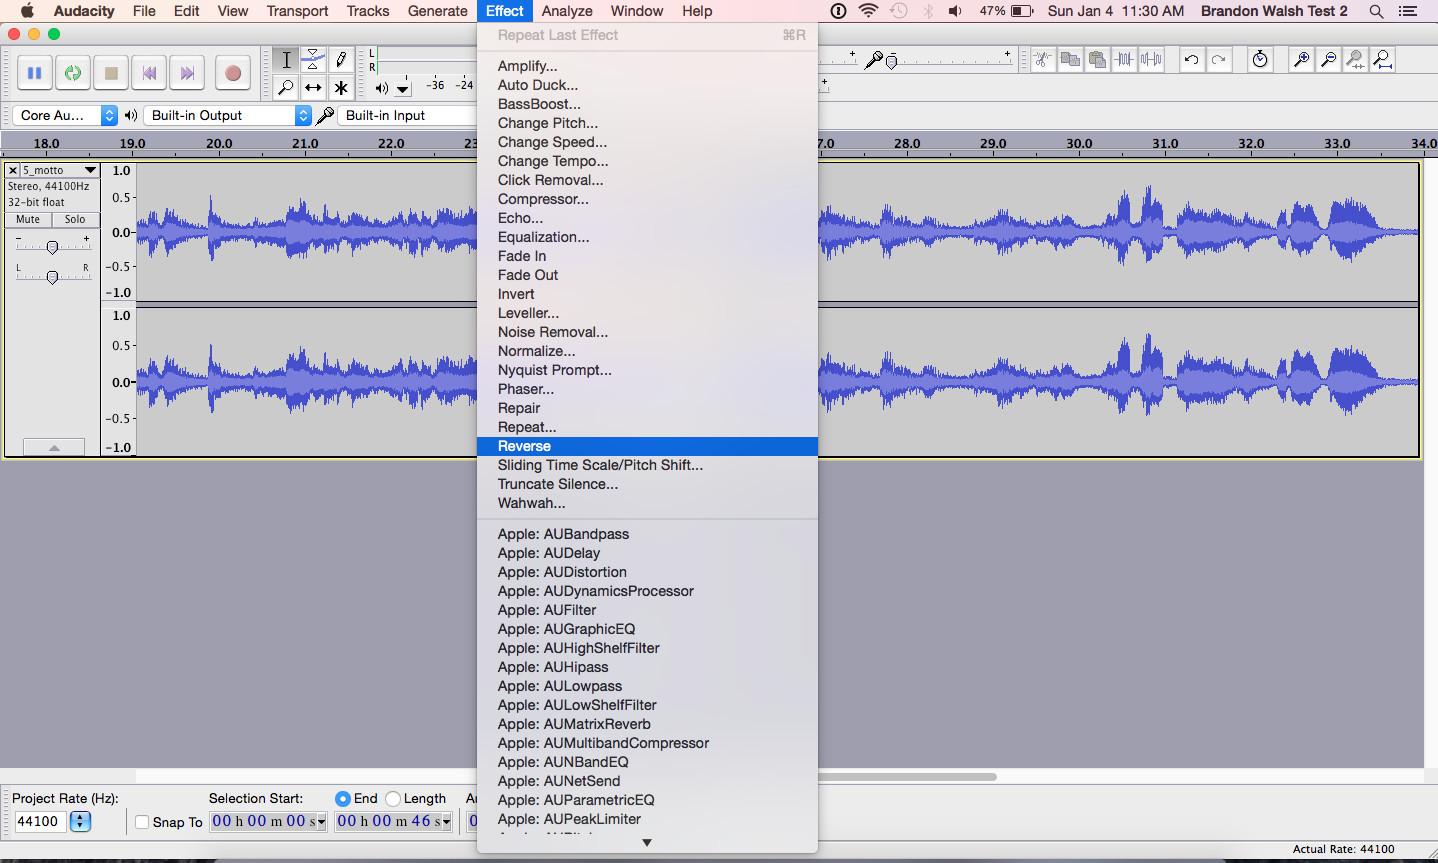 Audacity File Edit View Transport Tracks Generate Effect Analyze Window Help 47% Sun Jan 4 11:30 AM Brandon Walsh Test 2
L
R
-36 -24
Core Au... Built-in Output Built-in Input
18.0 19.0 20.0 21.0 22.0 23 7.0 28.0 29.0 30.0 31.0 32.0 33.0 34.0
5_motto
Stereo, 44100Hz
32-bit float
Mute Solo
- +
L R
1.0
0.5-
0.0-
-0.5-
-1.0
1.0
0.5-
0.0-
-0.5-
-1.0
Repeat Last Effect ⌘R
Amplify...
Auto Duck...
BassBoost...
Change Pitch...
Change Speed...
Change Tempo...
Click Removal...
Compressor...
Echo...
Equalization...
Fade In
Fade Out
Invert
Leveller...
Noise Removal...
Normalize...
Nyquist Prompt...
Phaser...
Repair
Repeat...
Reverse
Sliding Time Scale/Pitch Shift...
Truncate Silence...
Wahwah...
Apple: AUBandpass
Apple: AUDelay
Apple: AUDistortion
Apple: AUDynamicsProcessor
Apple: AUFilter
Apple: AUGraphicEQ
Apple: AUHighShelfFilter
Apple: AUHipass
Apple: AULowpass
Apple: AULowShelfFilter
Apple: AUMatrixReverb
Apple: AUMultibandCompressor
Apple: AUNBandEQ
Apple: AUNetSend
Apple: AUParametricEQ
Apple: AUPeakLimiter
Project Rate (Hz): Selection Start: End Length
44100 Snap To 00 h 00 m 00 s 00 h 00 m 46 s
Actual Rate: 44100